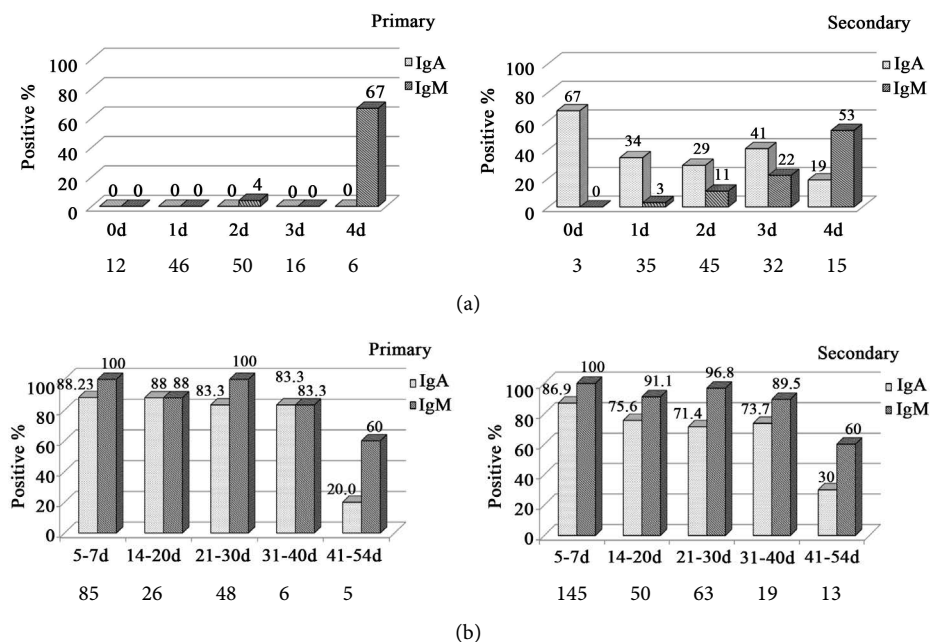 Primary
IgA
IgM
Positive %
100
80
60
40
20
0
0 0 0 0 4 0 0 0 67
0d 1d 2d 3d 4d
12 46 50 16 6
Secondary
IgA
IgM
Positive %
100
80
60
40
20
0
67 0 34 3 29 11 41 22 19 53
0d 1d 2d 3d 4d
3 35 45 32 15
(a)
Primary
IgA
IgM
Positive %
100
80
60
40
20
0
88.23 100 88 88 83.3 100 83.3 83.3 20.0 60
5-7d 14-20d 21-30d 31-40d 41-54d
85 26 48 6 5
Secondary
IgA
IgM
Positive %
100
80
60
40
20
0
86.9 100 75.6 91.1 71.4 96.8 73.7 89.5 30 60
5-7d 14-20d 21-30d 31-40d 41-54d
145 50 63 19 13
(b)